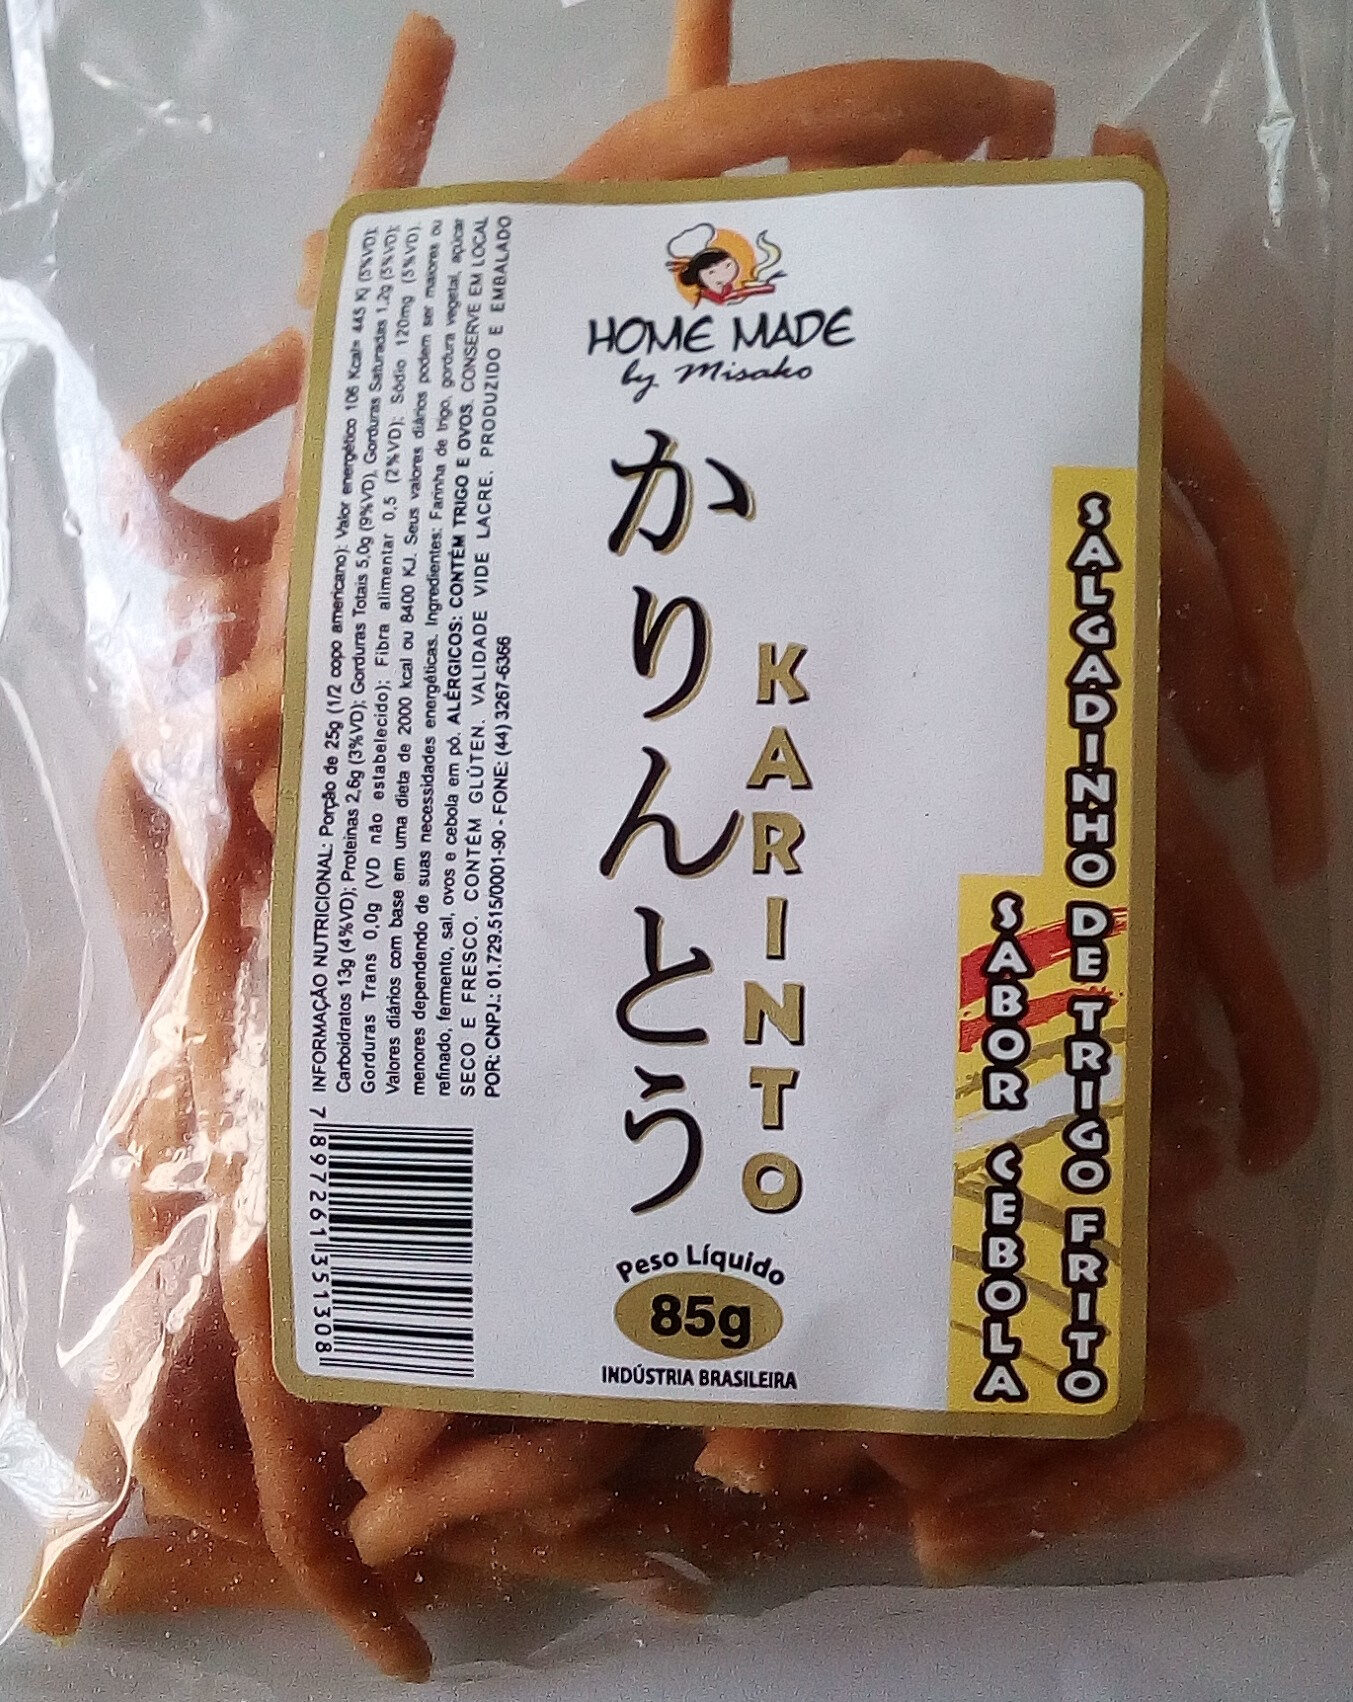 HOME MADE
by Misako
かりんとう
KARINTO
Peso Líquido
85g
INDÚSTRIA BRASILEIRA
SALGADINHO DE TRIGO FRITO
SABOR CEBOLA
INFORMAÇÃO NUTRICIONAL: Porção de 25g (1/2 copo americano): Valor energético 106 Kcal= 445 Kj (5%VD);
Carboidratos 13g (4%VD); Proteínas 2,6g (3%VD); Gorduras Totais 5,0g (9%VD), Gorduras Saturadas 1,2g (5%VD);
Gorduras Trans 0,0g (VD não estabelecido); Fibra alimentar 0,5 (2%VD); Sódio 120mg (5%VD).
Valores diários com base em uma dieta de 2000 kcal ou 8400 KJ. Seus valores diários podem ser maiores ou
menores dependendo de suas necessidades energéticas. Ingredientes: Farinha de trigo, gordura vegetal, açúcar
refinado, fermento, sal, ovos e cebola em pó. ALÉRGICOS: CONTÉM TRIGO E OVOS. CONSERVE EM LOCAL
SECO E FRESCO. CONTÉM GLÚTEN. VALIDADE VIDE LACRE. PRODUZIDO E EMBALADO
POR: CNPJ.: 01.729.515/0001-90 - FONE: (44) 3267-6366
7 897261 351308